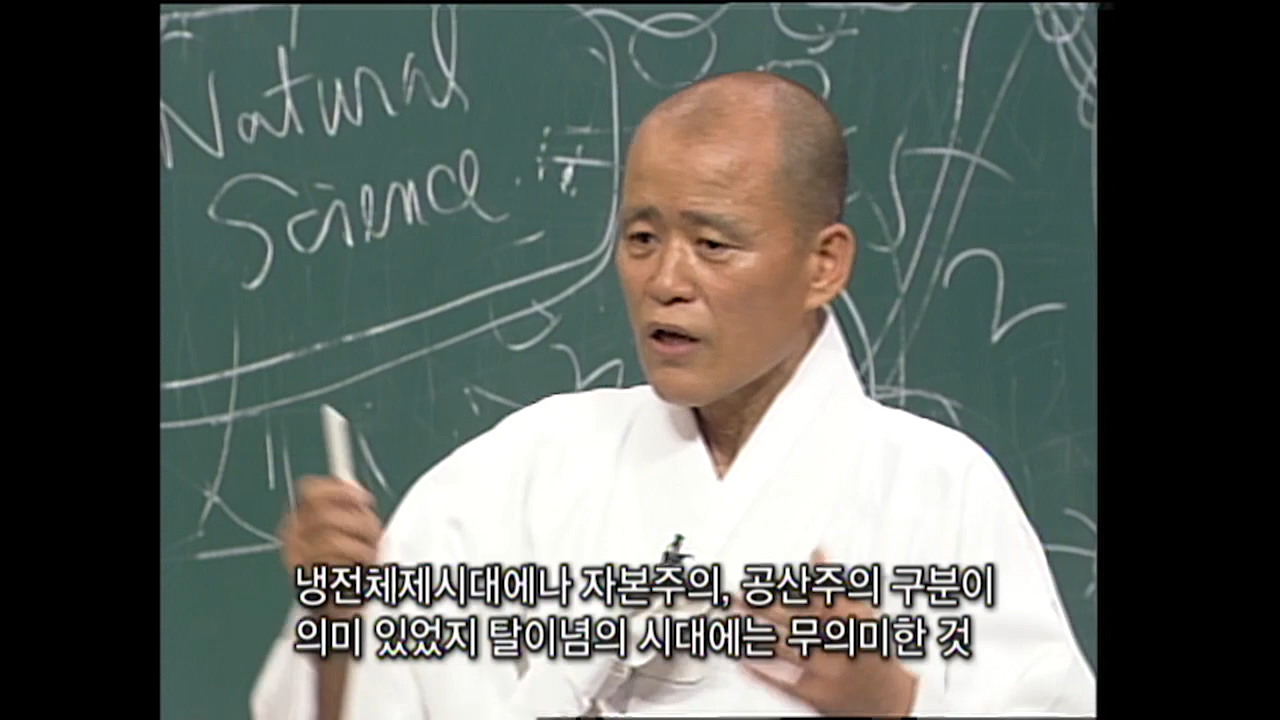 Natural
Science
냉전체제시대에나 자본주의, 공산주의 구분이
의미 있었지 탈이념의 시대에는 무의미한 것